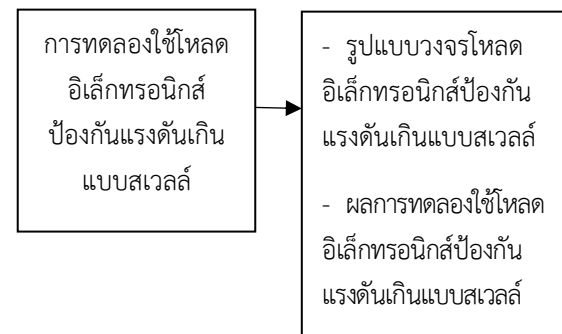 การทดลองใช้โหลด
อิเล็กทรอนิกส์
ป้องกันแรงดันเกิน
แบบสเวลล์
- รูปแบบวงจรโหลด
อิเล็กทรอนิกส์ป้องกัน
แรงดันเกินแบบสเวลล์
- ผลการทดลองใช้โหลด
อิเล็กทรอนิกส์ป้องกัน
แรงดันเกินแบบสเวลล์